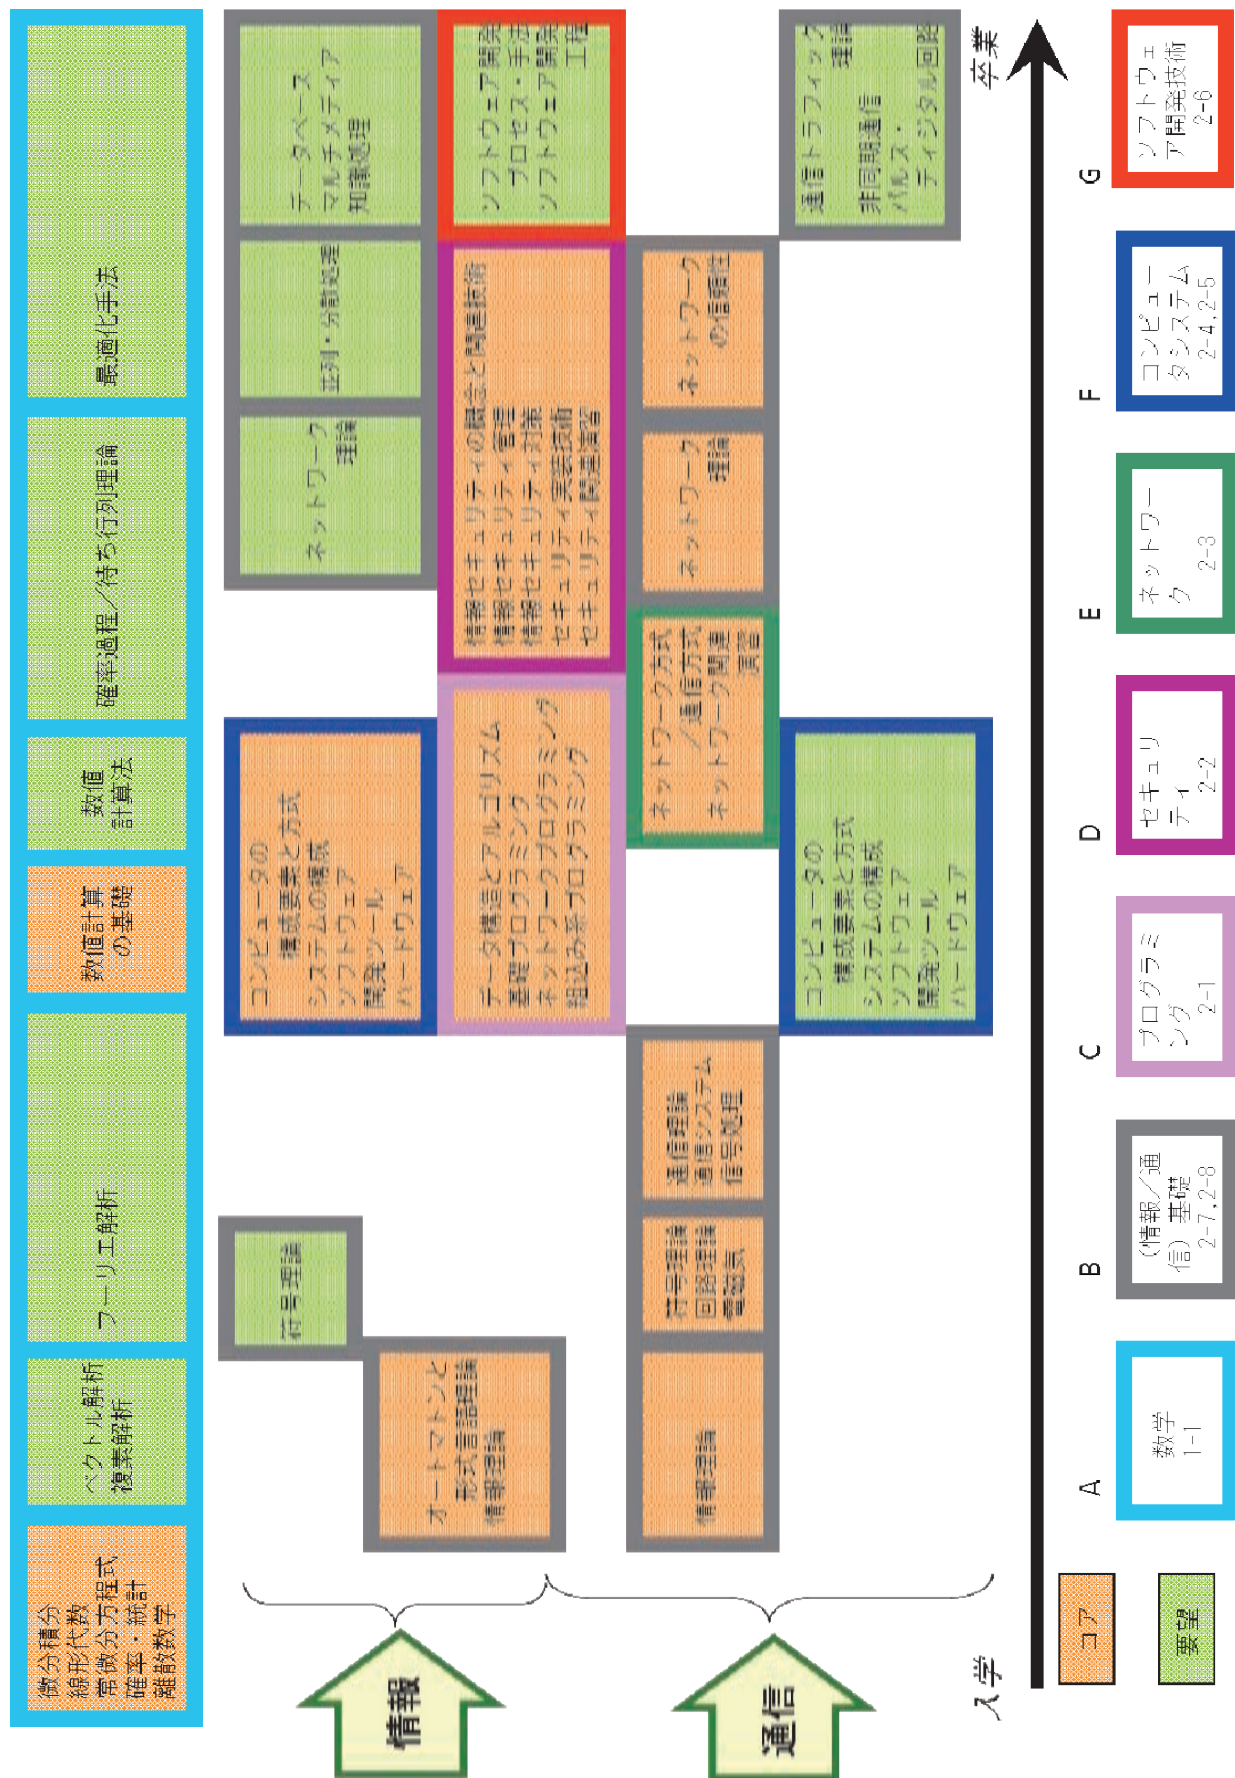 微分積分
線形代数
常微分方程式
確率・統計
離散数学
ベクトル解析
複素解析
フーリエ解析
数値計算
の基礎
数値
計算法
確率過程／待ち行列理論
最適化手法
情報
オートマトンと
形式言語理論
情報理論
符号理論
コンピュータの
構成要素と方式
システムの構成
ソフトウェア
開発ツール
ハードウェア
ネットワーク
理論
並列・分散処理
データベース
マルチメディア
知識処理
データ構造とアルゴリズム
基礎プログラミング
ネットワークプログラミング
組込み系プログラミング
情報セキュリティの概念と関連技術
情報セキュリティ管理
情報セキュリティ対策
セキュリティ実装技術
セキュリティ関連演習
ソフトウェア開発
プロセス・手法
ソフトウェア開発
工程
通信
情報理論
符号理論
回路理論
電磁気
通信理論
通信システム
信号処理
ネットワーク方式
／通信方式
ネットワーク関連
演習
ネットワーク
理論
ネットワーク
の信頼性
コンピュータの
構成要素と方式
システムの構成
ソフトウェア
開発ツール
ハードウェア
通信トラフィック
理論
非同期通信
パルス・
ディジタル回路
入学
卒業
コア
要望
A
数学
1-1
B
（情報／通
信）基礎
2-7,2-8
C
プログラミ
ング
2-1
D
セキュリ
ティ
2-2
E
ネットワー
ク
2-3
F
コンピュー
タシステム
2-4,2-5
G
ソフトウェ
ア開発技術
2-6